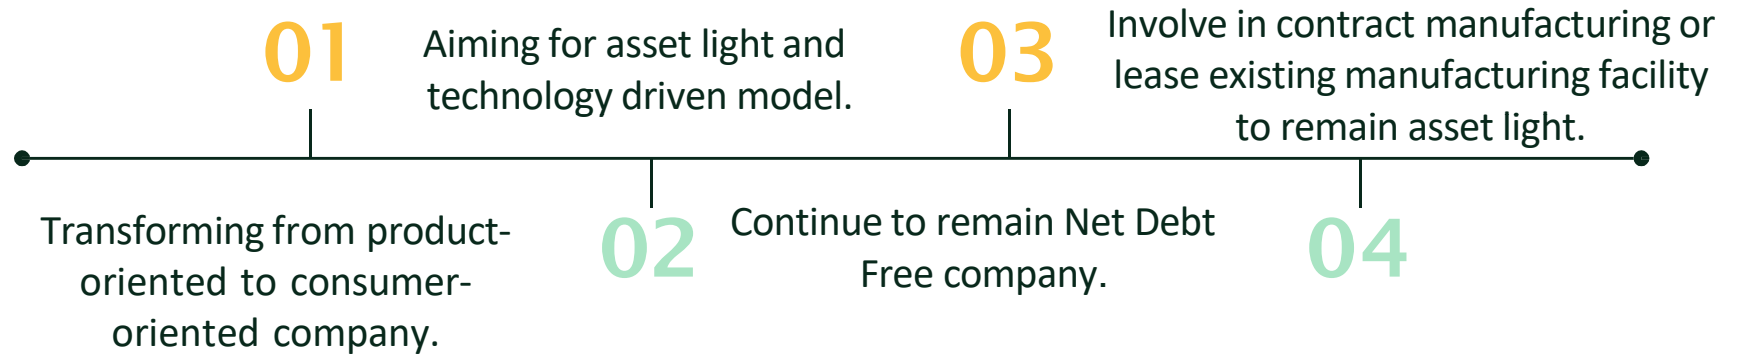 01
Transforming from product-
oriented to consumer-
oriented company.
02
Aiming for asset light and
technology driven model.
03
Continue to remain Net Debt
Free company.
04
Involve in contract manufacturing or
lease existing manufacturing facility
to remain asset light.